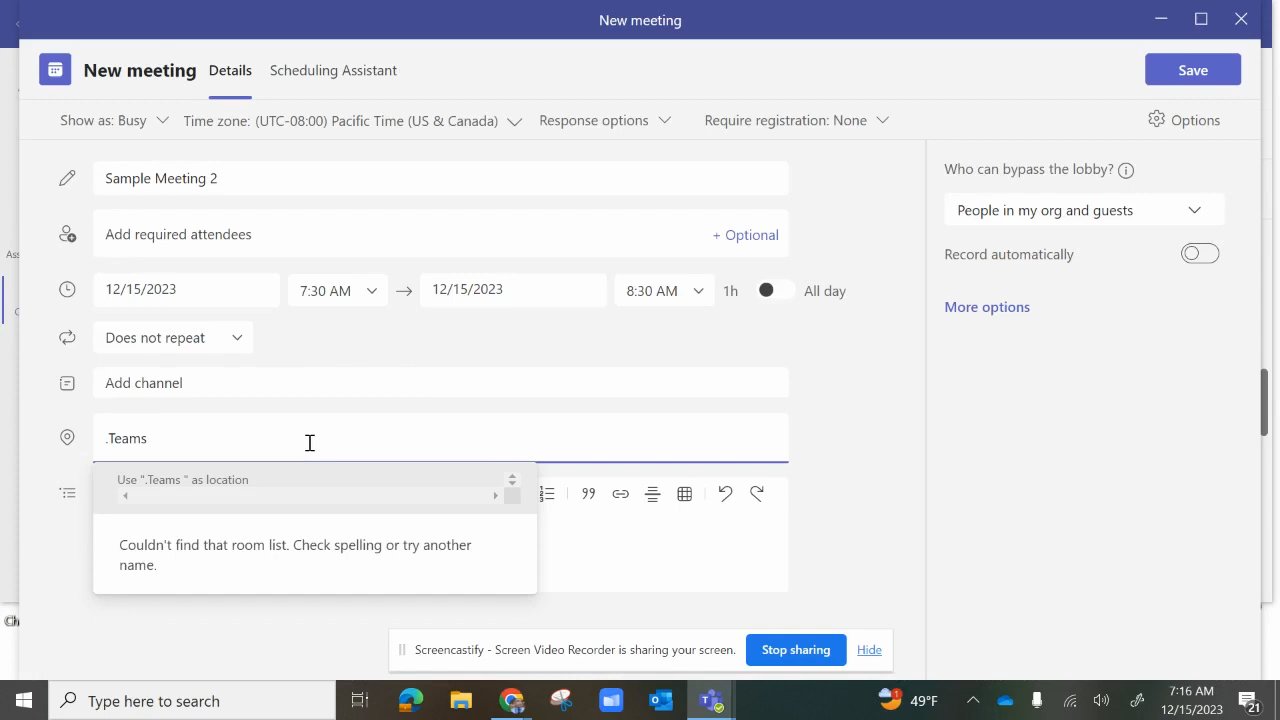 New meeting
New meeting Details Scheduling Assistant Save
Show as: Busy Time zone: (UTC-08:00) Pacific Time (US & Canada) Response options Require registration: None Options
Sample Meeting 2
Who can bypass the lobby?
People in my org and guests
Add required attendees + Optional
Record automatically
12/15/2023 7:30 AM → 12/15/2023 8:30 AM 1h All day
More options
Does not repeat
Add channel
.Teams
Use ".Teams " as location
Couldn't find that room list. Check spelling or try another
name.
Screencastify - Screen Video Recorder is sharing your screen. Stop sharing Hide
Type here to search
49°F
7:16 AM
12/15/2023
21